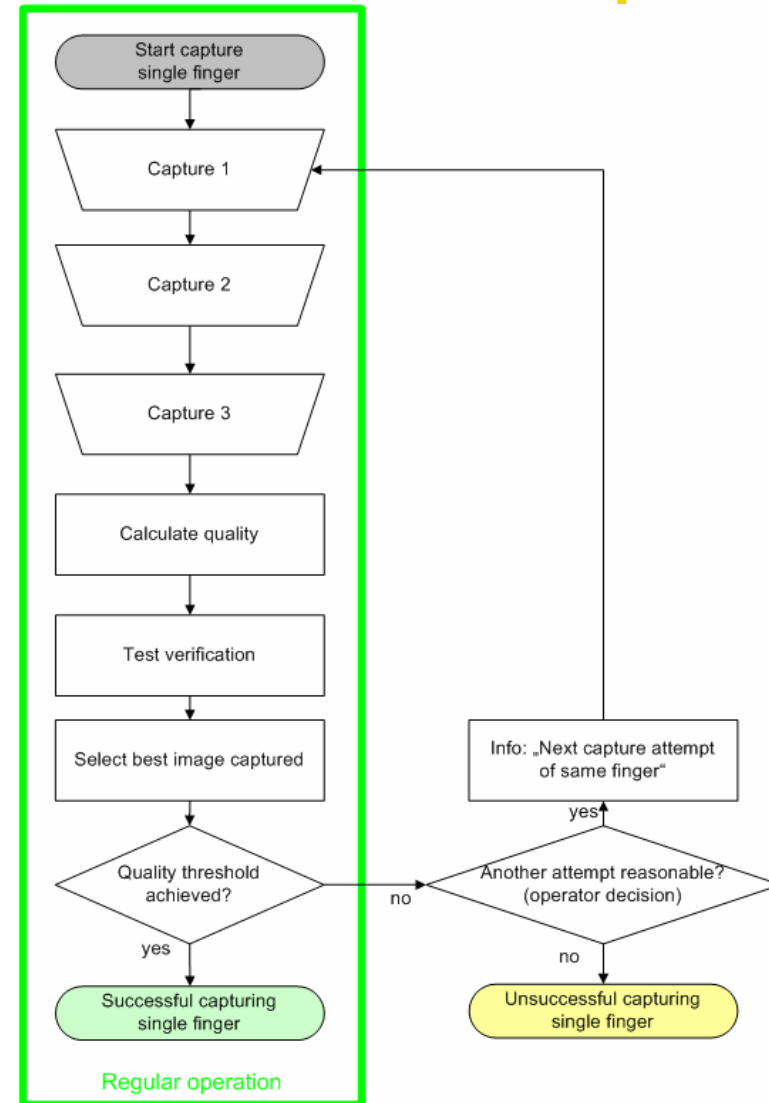 Start capture
single finger
Capture 1
Capture 2
Capture 3
Calculate quality
Test verification
Select best image captured
Info: „Next capture attempt
of same finger“
yes
Quality threshold
achieved?
no
Another attempt reasonable?
(operator decision)
yes
no
Successful capturing
single finger
Unsuccessful capturing
single finger
Regular operation